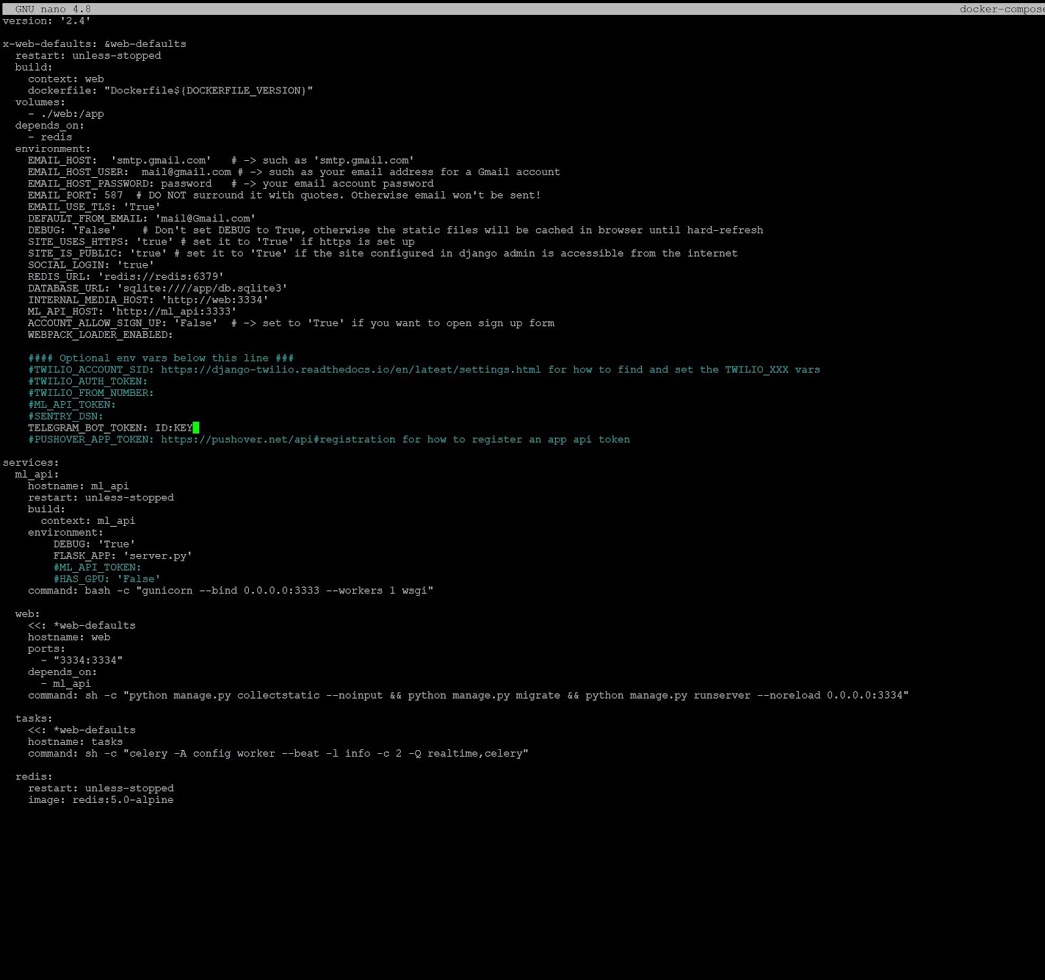 GNU nano 4.8 docker-compose
version: '2.4'
x-web-defaults: &web-defaults
  restart: unless-stopped
  build:
    context: web
    dockerfile: "Dockerfile${DOCKERFILE_VERSION}"
  volumes:
    - ./web:/app
  depends_on:
    - redis
  environment:
    EMAIL_HOST:  'smtp.gmail.com'   # -> such as 'smtp.gmail.com'
    EMAIL_HOST_USER:  mail@gmail.com # -> such as your email address for a Gmail account
    EMAIL_HOST_PASSWORD: password   # -> your email account password
    EMAIL_PORT: 587  # DO NOT surround it with quotes. Otherwise email won't be sent!
    EMAIL_USE_TLS: 'True'
    DEFAULT_FROM_EMAIL: 'mail@Gmail.com'
    DEBUG: 'False'    # Don't set DEBUG to True, otherwise the static files will be cached in browser until hard-refresh
    SITE_USES_HTTPS: 'true' # set it to 'True' if https is set up
    SITE_IS_PUBLIC: 'true' # set it to 'True' if the site configured in django admin is accessible from the internet
    SOCIAL_LOGIN: 'true'
    REDIS_URL: 'redis://redis:6379'
    DATABASE_URL: 'sqlite:////app/db.sqlite3'
    INTERNAL_MEDIA_HOST: 'http://web:3334'
    ML_API_HOST: 'http://ml_api:3333'
    ACCOUNT_ALLOW_SIGN_UP: 'False'  # -> set to 'True' if you want to open sign up form
    WEBPACK_LOADER_ENABLED:
    #### Optional env vars below this line ###
    #TWILIO_ACCOUNT_SID: https://django-twilio.readthedocs.io/en/latest/settings.html for how to find and set the TWILIO_XXX vars
    #TWILIO_AUTH_TOKEN:
    #TWILIO_FROM_NUMBER:
    #ML_API_TOKEN:
    #SENTRY_DSN:
    TELEGRAM_BOT_TOKEN: ID:KEY
    #PUSHOVER_APP_TOKEN: https://pushover.net/api#registration for how to register an app api token
services:
  ml_api:
    hostname: ml_api
    restart: unless-stopped
    build:
      context: ml_api
    environment:
        DEBUG: 'True'
        FLASK_APP: 'server.py'
        #ML_API_TOKEN:
        #HAS_GPU: 'False'
    command: bash -c "gunicorn --bind 0.0.0.0:3333 --workers 1 wsgi"
  web:
    <<: *web-defaults
    hostname: web
    ports:
      - "3334:3334"
    depends_on:
      - ml_api
    command: sh -c "python manage.py collectstatic --noinput && python manage.py migrate && python manage.py runserver --noreload 0.0.0.0:3334"
  tasks:
    <<: *web-defaults
    hostname: tasks
    command: sh -c "celery -A config worker --beat -l info -c 2 -Q realtime,celery"
  redis:
    restart: unless-stopped
    image: redis:5.0-alpine